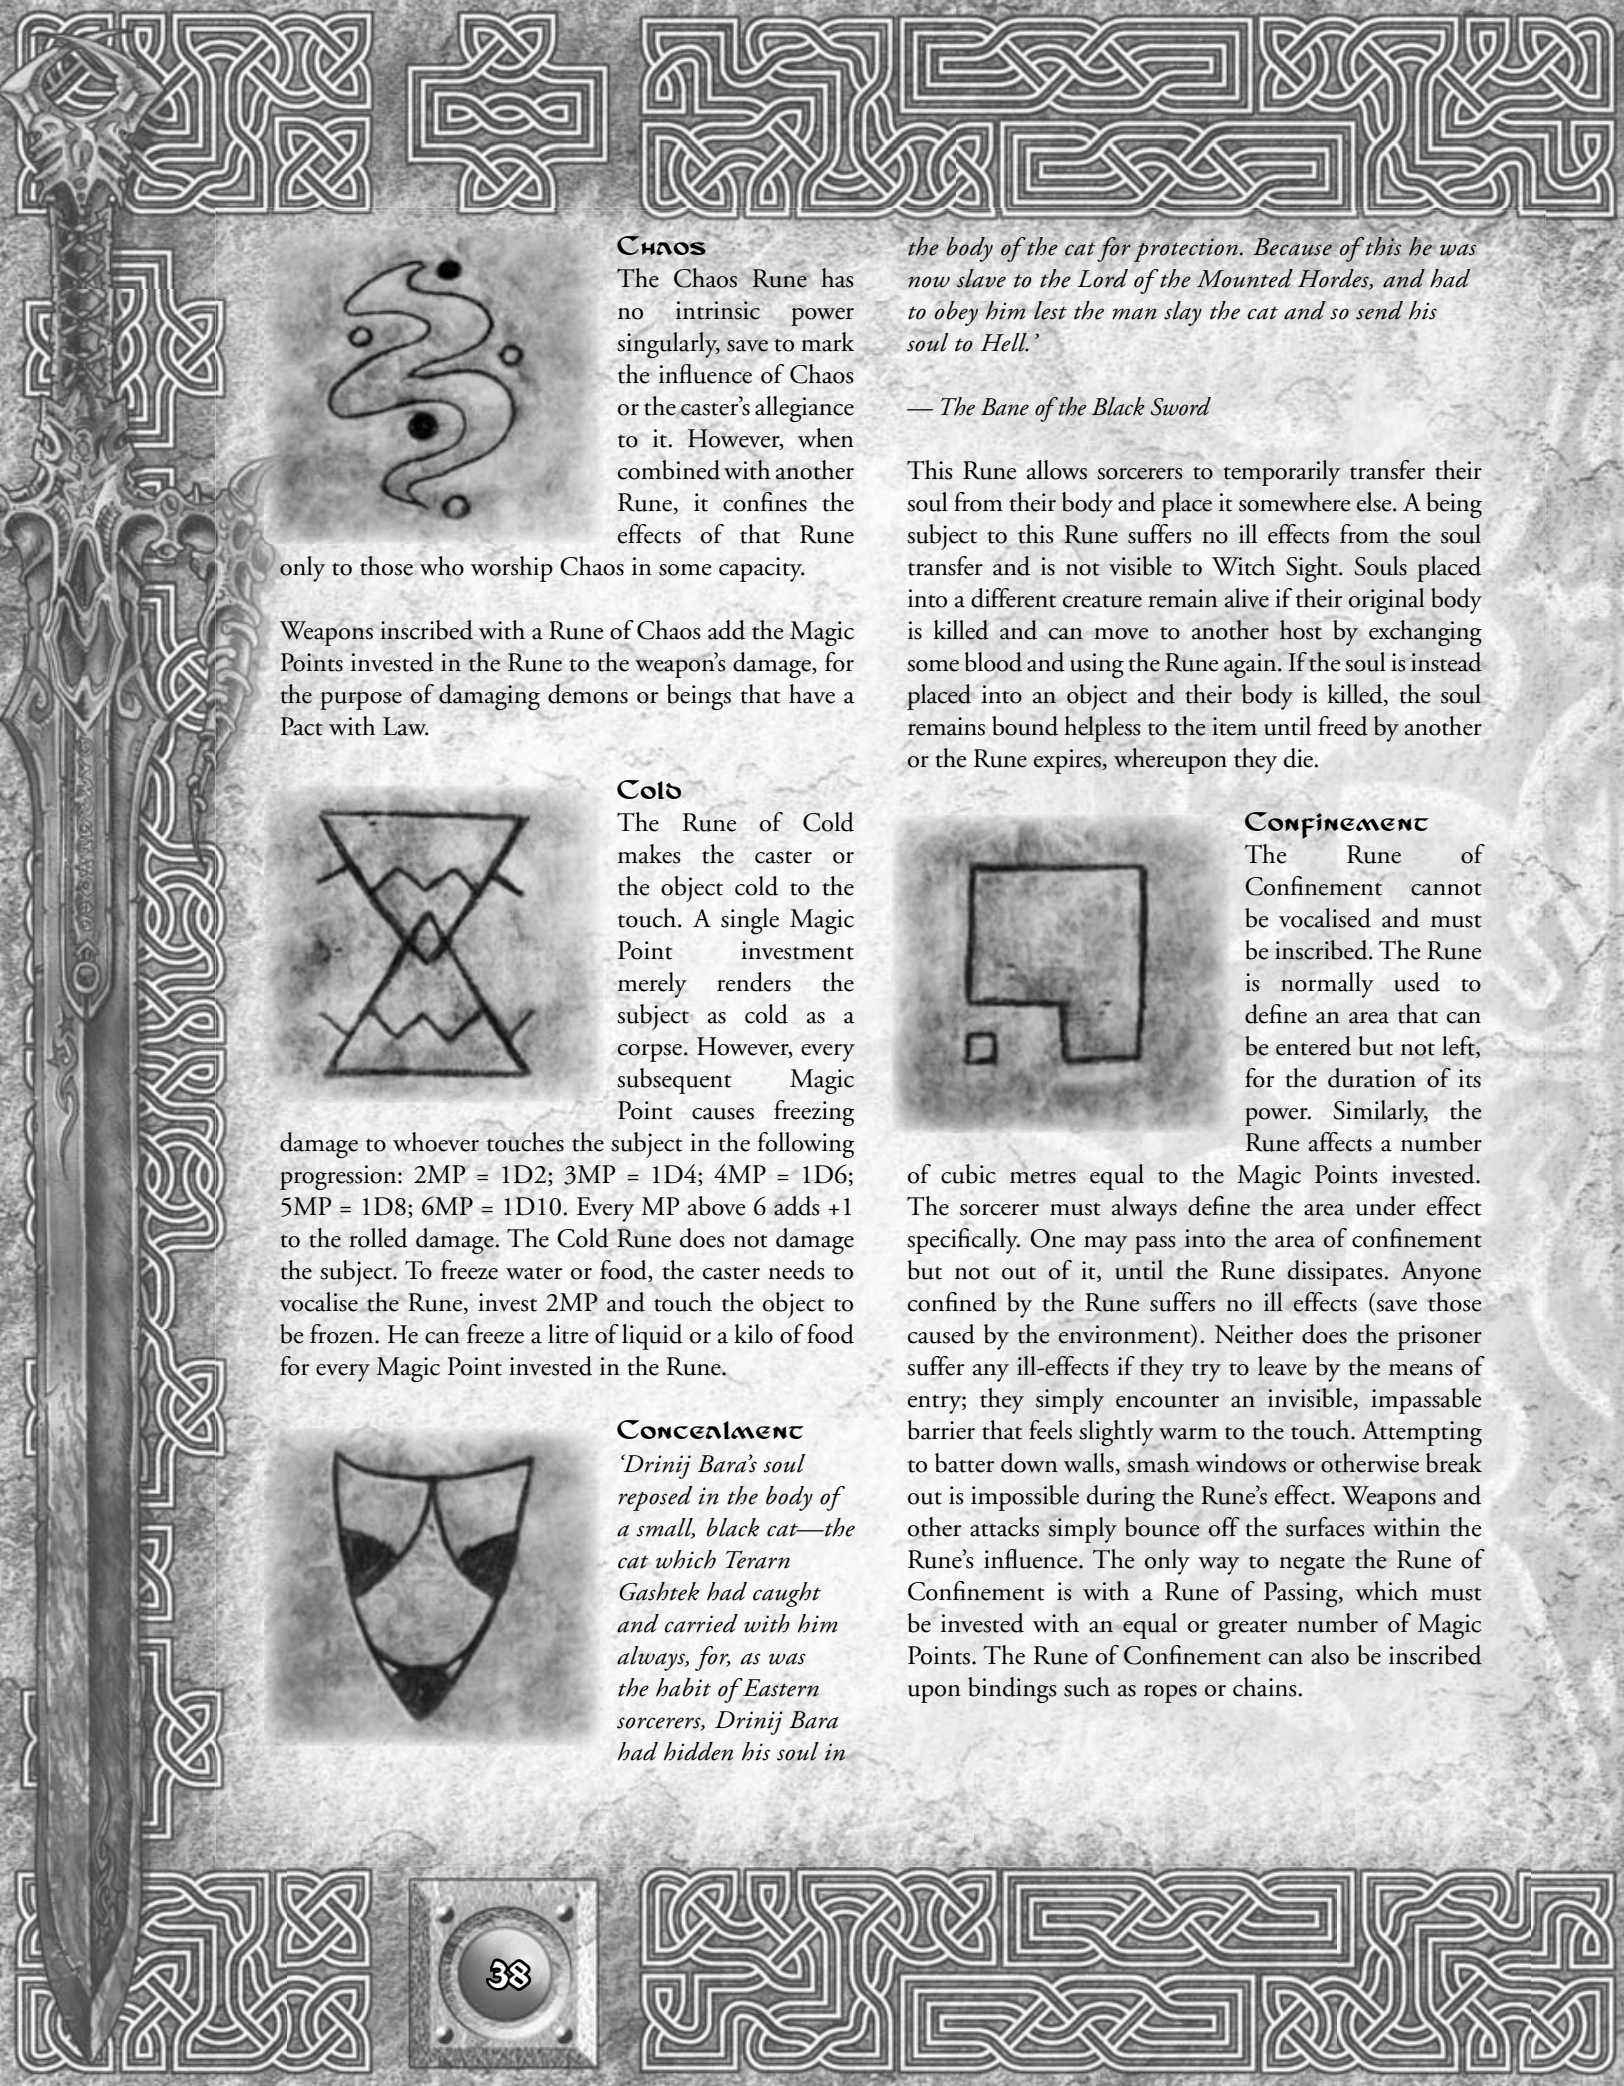 Chaos
The Chaos Rune has
no intrinsic power
singularly, save to mark
the influence of Chaos
or the caster's allegiance
to it. However, when
combined with another
Rune, it confines the
effects of that Rune
only to those who worship Chaos in some capacity.
Weapons inscribed with a Rune of Chaos add the Magic
Points invested in the Rune to the weapon's damage, for
the purpose of damaging demons or beings that have a
Pact with Law.
Cold
The Rune of Cold
makes the caster or
the object cold to the
touch. A single Magic
Point investment
merely renders the
subject as cold as a
corpse. However, every
subsequent Magic
Point causes freezing
damage to whoever touches the subject in the following
progression: 2MP = 1D2; 3MP = 1D4; 4MP = 1D6;
5MP = 1D8; 6MP = 1D10. Every MP above 6 adds +1
to the rolled damage. The Cold Rune does not damage
the subject. To freeze water or food, the caster needs to
vocalise the Rune, invest 2MP and touch the object to
be frozen. He can freeze a litre of liquid or a kilo of food
for every Magic Point invested in the Rune.
Concealment
‘Drinij Bara's soul
reposed in the body of
a small, black cat—the
cat which Terarn
Gashtek had caught
and carried with him
always, for, as was
the habit of Eastern
sorcerers, Drinij Bara
had hidden his soul in
the body of the cat for protection. Because of this he was
now slave to the Lord of the Mounted Hordes, and had
to obey him lest the man slay the cat and so send his
soul to Hell.’
— The Bane of the Black Sword
This Rune allows sorcerers to temporarily transfer their
soul from their body and place it somewhere else. A being
subject to this Rune suffers no ill effects from the soul
transfer and is not visible to Witch Sight. Souls placed
into a different creature remain alive if their original body
is killed and can move to another host by exchanging
some blood and using the Rune again. If the soul is instead
placed into an object and their body is killed, the soul
remains bound helpless to the item until freed by another
or the Rune expires, whereupon they die.
Confinement
The Rune of
Confinement cannot
be vocalised and must
be inscribed. The Rune
is normally used to
define an area that can
be entered but not left,
for the duration of its
power. Similarly, the
Rune affects a number
of cubic metres equal to the Magic Points invested.
The sorcerer must always define the area under effect
specifically. One may pass into the area of confinement
but not out of it, until the Rune dissipates. Anyone
confined by the Rune suffers no ill effects (save those
caused by the environment). Neither does the prisoner
suffer any ill-effects if they try to leave by the means of
entry; they simply encounter an invisible, impassable
barrier that feels slightly warm to the touch. Attempting
to batter down walls, smash windows or otherwise break
out is impossible during the Rune's effect. Weapons and
other attacks simply bounce off the surfaces within the
Rune's influence. The only way to negate the Rune of
Confinement is with a Rune of Passing, which must
be invested with an equal or greater number of Magic
Points. The Rune of Confinement can also be inscribed
upon bindings such as ropes or chains.
38